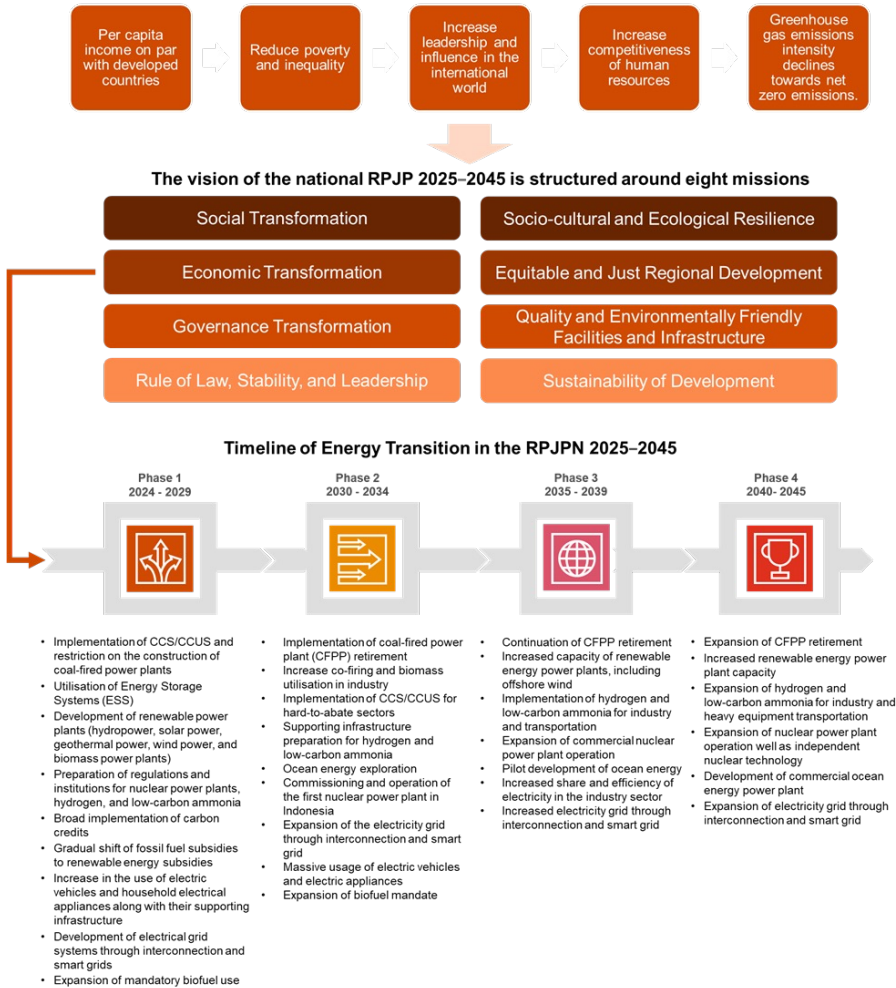 Per capita
income on par
with developed
countries
Reduce poverty
and inequality
Increase
leadership and
influence in the
international
world
Increase
competitiveness
of human
resources
Greenhouse
gas emissions
intensity
declines
towards net
zero emissions.
The vision of the national RPJP 2025–2045 is structured around eight missions
Social Transformation
Socio-cultural and Ecological Resilience
Economic Transformation
Equitable and Just Regional Development
Governance Transformation
Quality and Environmentally Friendly
Facilities and Infrastructure
Rule of Law, Stability, and Leadership
Sustainability of Development
Timeline of Energy Transition in the RPJPN 2025–2045
Phase 1
2024 - 2029
Phase 2
2030 - 2034
Phase 3
2035 - 2039
Phase 4
2040- 2045
• Implementation of CCS/CCUS and
restriction on the construction of
coal-fired power plants
• Utilisation of Energy Storage
Systems (ESS)
• Development of renewable power
plants (hydropower, solar power,
geothermal power, wind power, and
biomass power plants)
• Preparation of regulations and
institutions for nuclear power plants,
hydrogen, and low-carbon ammonia
• Broad implementation of carbon
credits
• Gradual shift of fossil fuel subsidies
to renewable energy subsidies
• Increase in the use of electric
vehicles and household electrical
appliances along with their supporting
infrastructure
• Development of electrical grid
systems through interconnection and
smart grids
• Expansion of mandatory biofuel use
• Implementation of coal-fired power
plant (CFPP) retirement
• Increase co-firing and biomass
utilisation in industry
• Implementation of CCS/CCUS for
hard-to-abate sectors
• Supporting infrastructure
preparation for hydrogen and
low-carbon ammonia
• Ocean energy exploration
• Commissioning and operation of
the first nuclear power plant in
Indonesia
• Expansion of the electricity grid
through interconnection and smart
grid
• Massive usage of electric vehicles
and electric appliances
• Expansion of biofuel mandate
• Continuation of CFPP retirement
• Increased capacity of renewable
energy power plants, including
offshore wind
• Implementation of hydrogen and
low-carbon ammonia for industry
and transportation
• Expansion of commercial nuclear
power plant operation
• Pilot development of ocean energy
• Increased share and efficiency of
electricity in the industry sector
• Increased electricity grid through
interconnection and smart grid
• Expansion of CFPP retirement
• Increased renewable energy power
plant capacity
• Expansion of hydrogen and
low-carbon ammonia for industry and
heavy equipment transportation
• Expansion of nuclear power plant
operation well as independent
nuclear technology
• Development of commercial ocean
energy power plant
• Expansion of electricity grid through
interconnection and smart grid